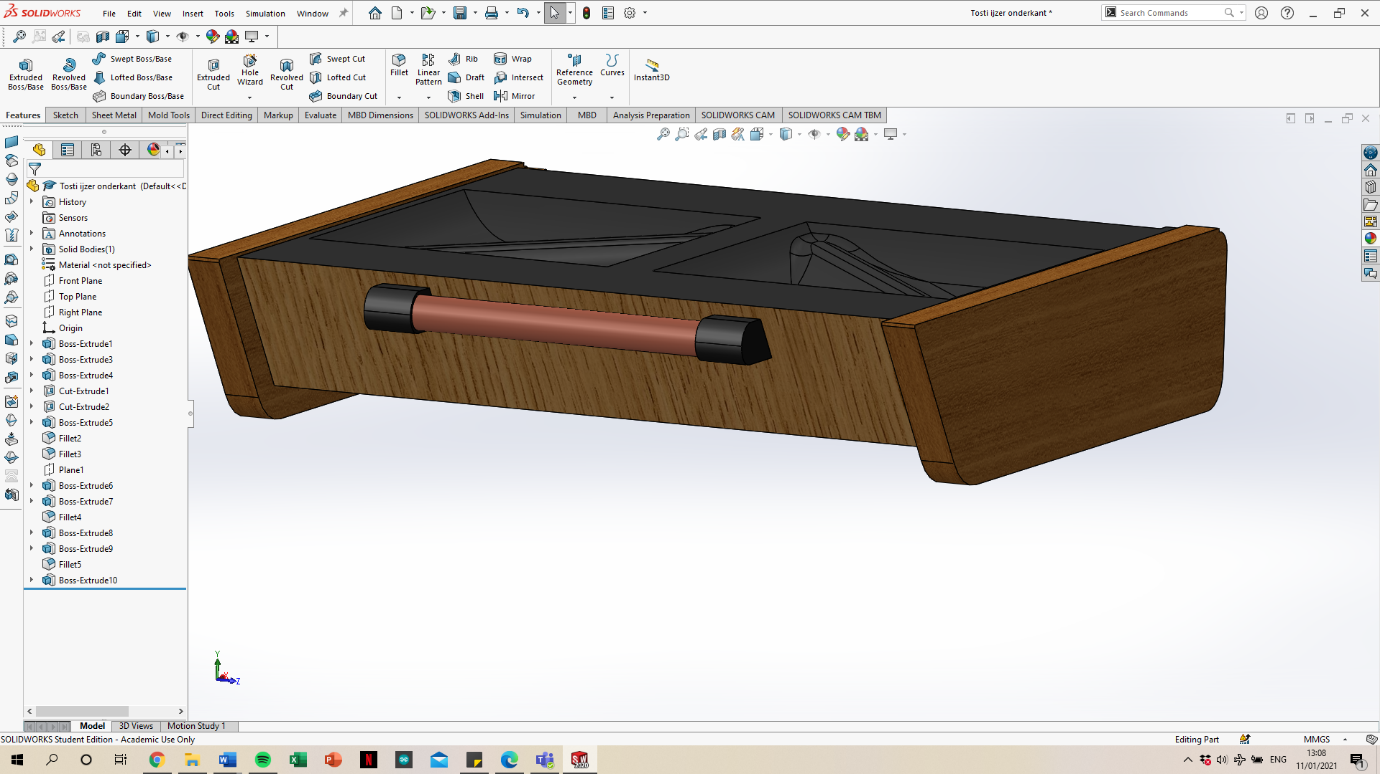 SOLIDWORKS File Edit View Insert Tools Simulation Window Tosti ijzer onderkant * Search Commands
Extruded Boss/Base
Revolved Boss/Base
Swept Boss/Base
Lofted Boss/Base
Boundary Boss/Base
Extruded Cut
Hole Wizard
Revolved Cut
Swept Cut
Lofted Cut
Boundary Cut
Fillet
Linear Pattern
Rib
Draft
Shell
Wrap
Intersect
Mirror
Reference Geometry
Curves
Instant3D
Features Sketch Sheet Metal Mold Tools Direct Editing Markup Evaluate MBD Dimensions SOLIDWORKS Add-Ins Simulation MBD Analysis Preparation SOLIDWORKS CAM SOLIDWORKS CAM TBM
Tosti ijzer onderkant (Default<<D
History
Sensors
Annotations
Solid Bodies(1)
Material <not specified>
Front Plane
Top Plane
Right Plane
Origin
Boss-Extrude1
Boss-Extrude3
Boss-Extrude4
Cut-Extrude1
Cut-Extrude2
Boss-Extrude5
Fillet2
Fillet3
Plane1
Boss-Extrude6
Boss-Extrude7
Fillet4
Boss-Extrude8
Boss-Extrude9
Fillet5
Boss-Extrude10
Y
X
Z
Model 3D Views Motion Study 1
SOLIDWORKS Student Edition - Academic Use Only Editing Part MMGS
ENG
13:08
11/01/2021